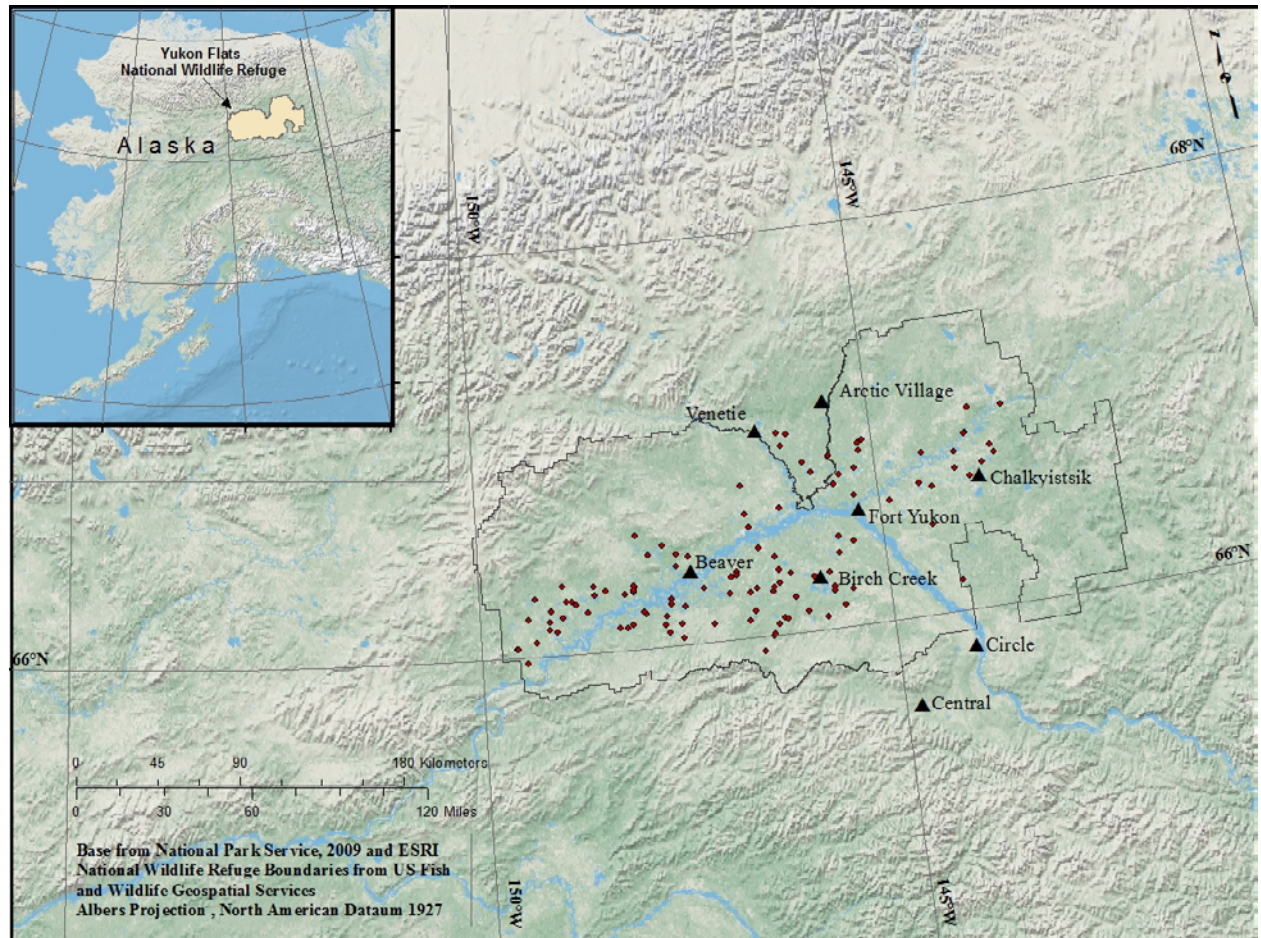 Yukon Flats
National Wildlife Refuge
Alaska
N
68°N
145°W
150°W
Arctic Village
Venetie
Chalkyistsik
Fort Yukon
66°N
Beaver
Birch Creek
Circle
66°N
Central
0 45 90 180 Kilometers
0 30 60 120 Miles
Base from National Park Service, 2009 and ESRI
National Wildlife Refuge Boundaries from US Fish
and Wildlife Geospatial Services
Albers Projection , North American Dataum 1927
150°W
145°W